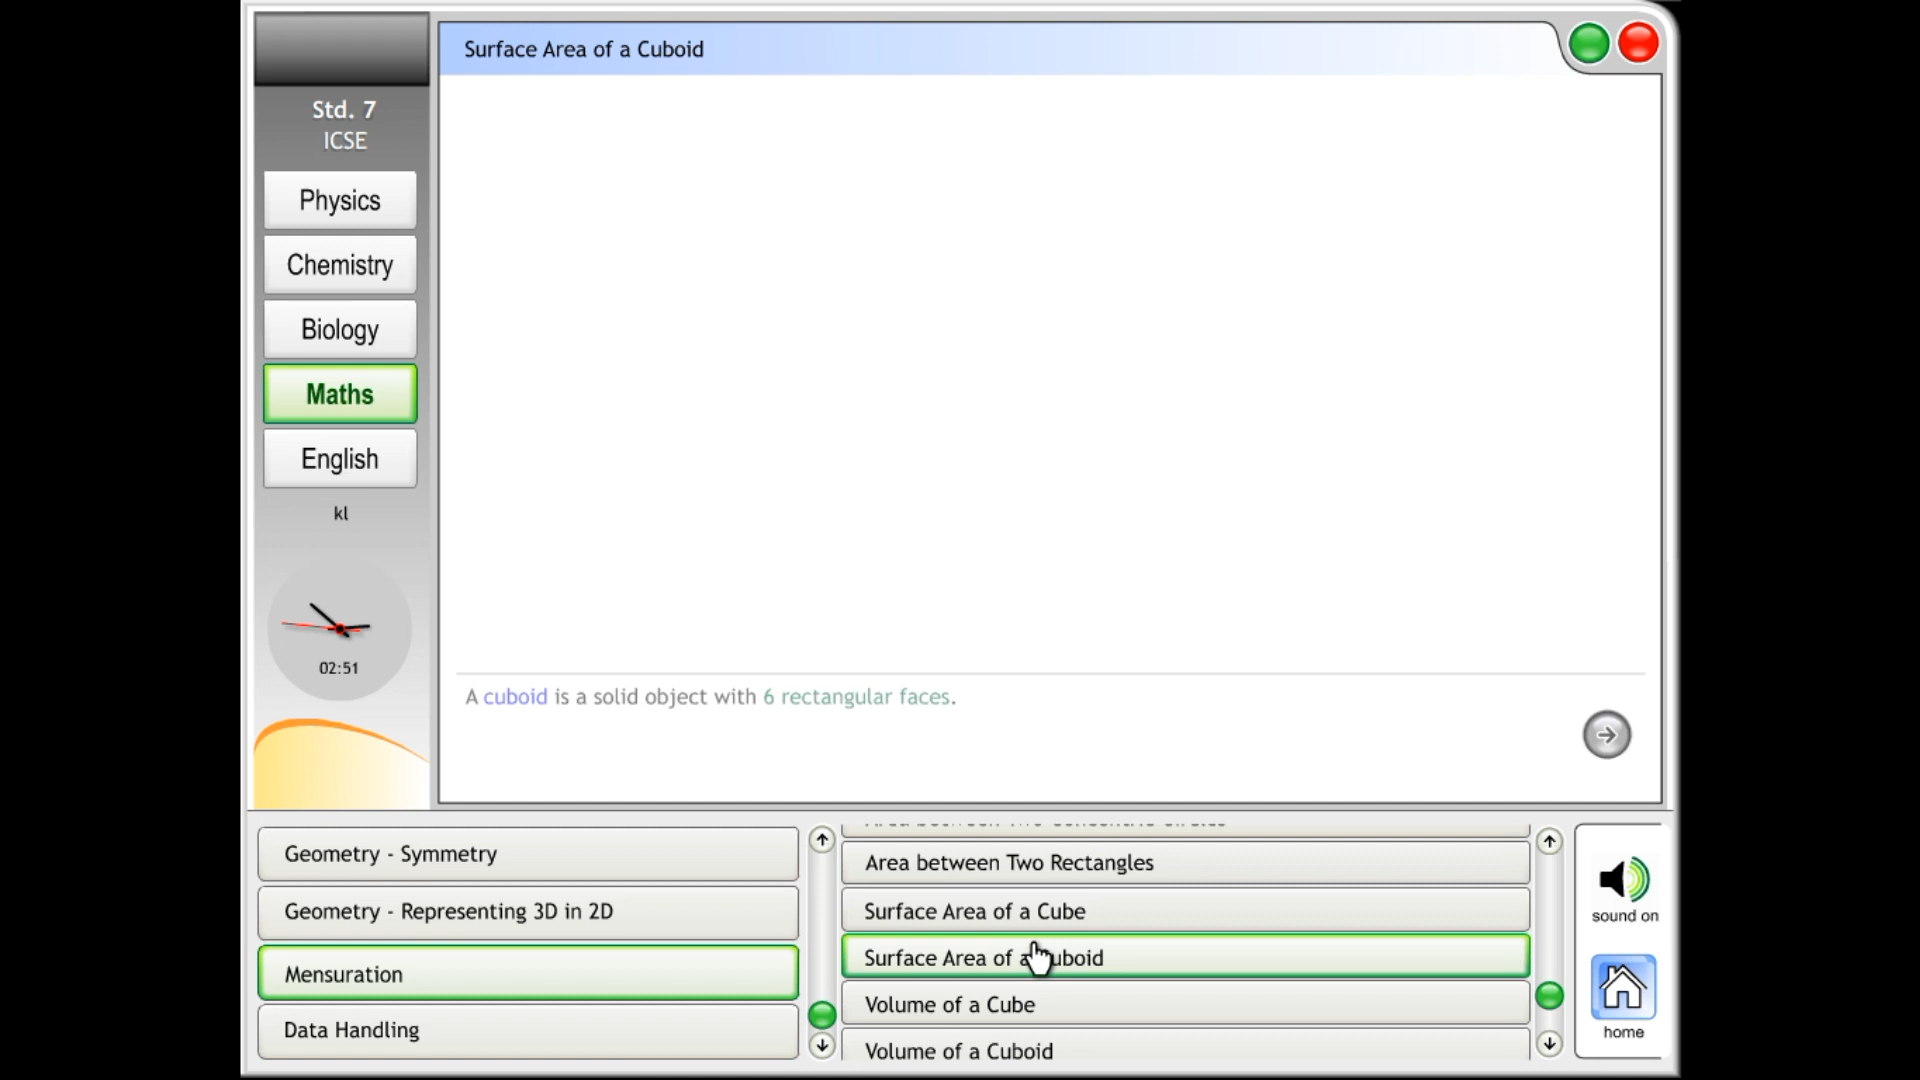 Surface Area of a Cuboid
Std. 7
ICSE
Physics
Chemistry
Biology
Maths
English
kl
02:51
A cuboid is a solid object with 6 rectangular faces.
Geometry - Symmetry
Geometry - Representing 3D in 2D
Mensuration
Data Handling
Area between Two Rectangles
Surface Area of a Cube
Surface Area of a Cuboid
Volume of a Cube
Volume of a Cuboid
sound on
home